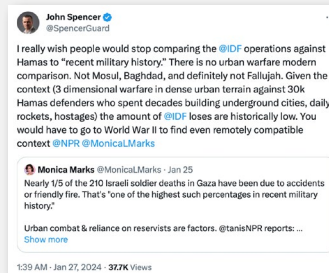 John Spencer
@SpencerGuard
I really wish people would stop comparing the @IDF operations against
Hamas to "recent military history." There is no urban warfare modern
comparison. Not Mosul, Baghdad, and definitely not Fallujah. Given the
context (3 dimensional warfare in dense urban terrain against 30k
Hamas defenders who spent decades building underground cities, daily
rockets, hostages) the amount of @IDF loses are historically low. You
would have to go to World War II to find even remotely compatible
context @NPR @MonicaLMarks
Monica Marks @MonicaLMarks · Jan 25
Nearly 1/5 of the 210 Israeli soldier deaths in Gaza have been due to accidents
or friendly fire. That's "one of the highest such percentages in recent military
history."
Urban combat & reliance on reservists are factors. @tanisNPR reports: ...
Show more
1:39 AM · Jan 27, 2024 · 37.7K Views